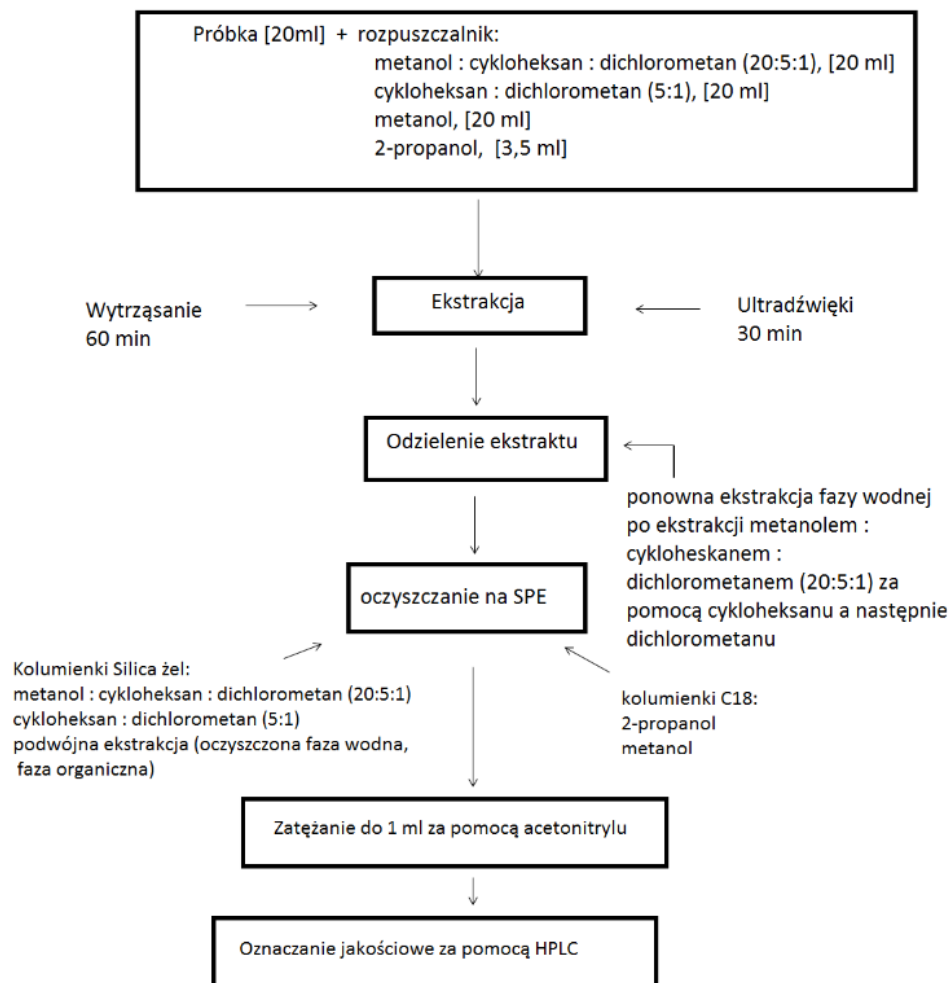 Próbka [20ml] + rozpuszczalnik:
metanol : cykloheksan : dichlorometan (20:5:1), [20 ml]
cykloheksan : dichlorometan (5:1), [20 ml]
metanol, [20 ml]
2-propanol, [3,5 ml]
Wytrząsanie
60 min
Ekstrakcja
Ultradźwięki
30 min
Odzielenie ekstraktu
ponowna ekstrakcja fazy wodnej
po ekstrakcji metanolem :
cykloheskanem :
dichlorometanem (20:5:1) za
pomocą cykloheksanu a następnie
dichlorometanu
oczyszczanie na SPE
Kolumienki Silica żel:
metanol : cykloheksan : dichlorometan (20:5:1)
cykloheksan : dichlorometan (5:1)
podwójna ekstrakcja (oczyszczona faza wodna,
faza organiczna)
kolumienki C18:
2-propanol
metanol
Zatężanie do 1 ml za pomocą acetonitrylu
Oznaczanie jakościowe za pomocą HPLC